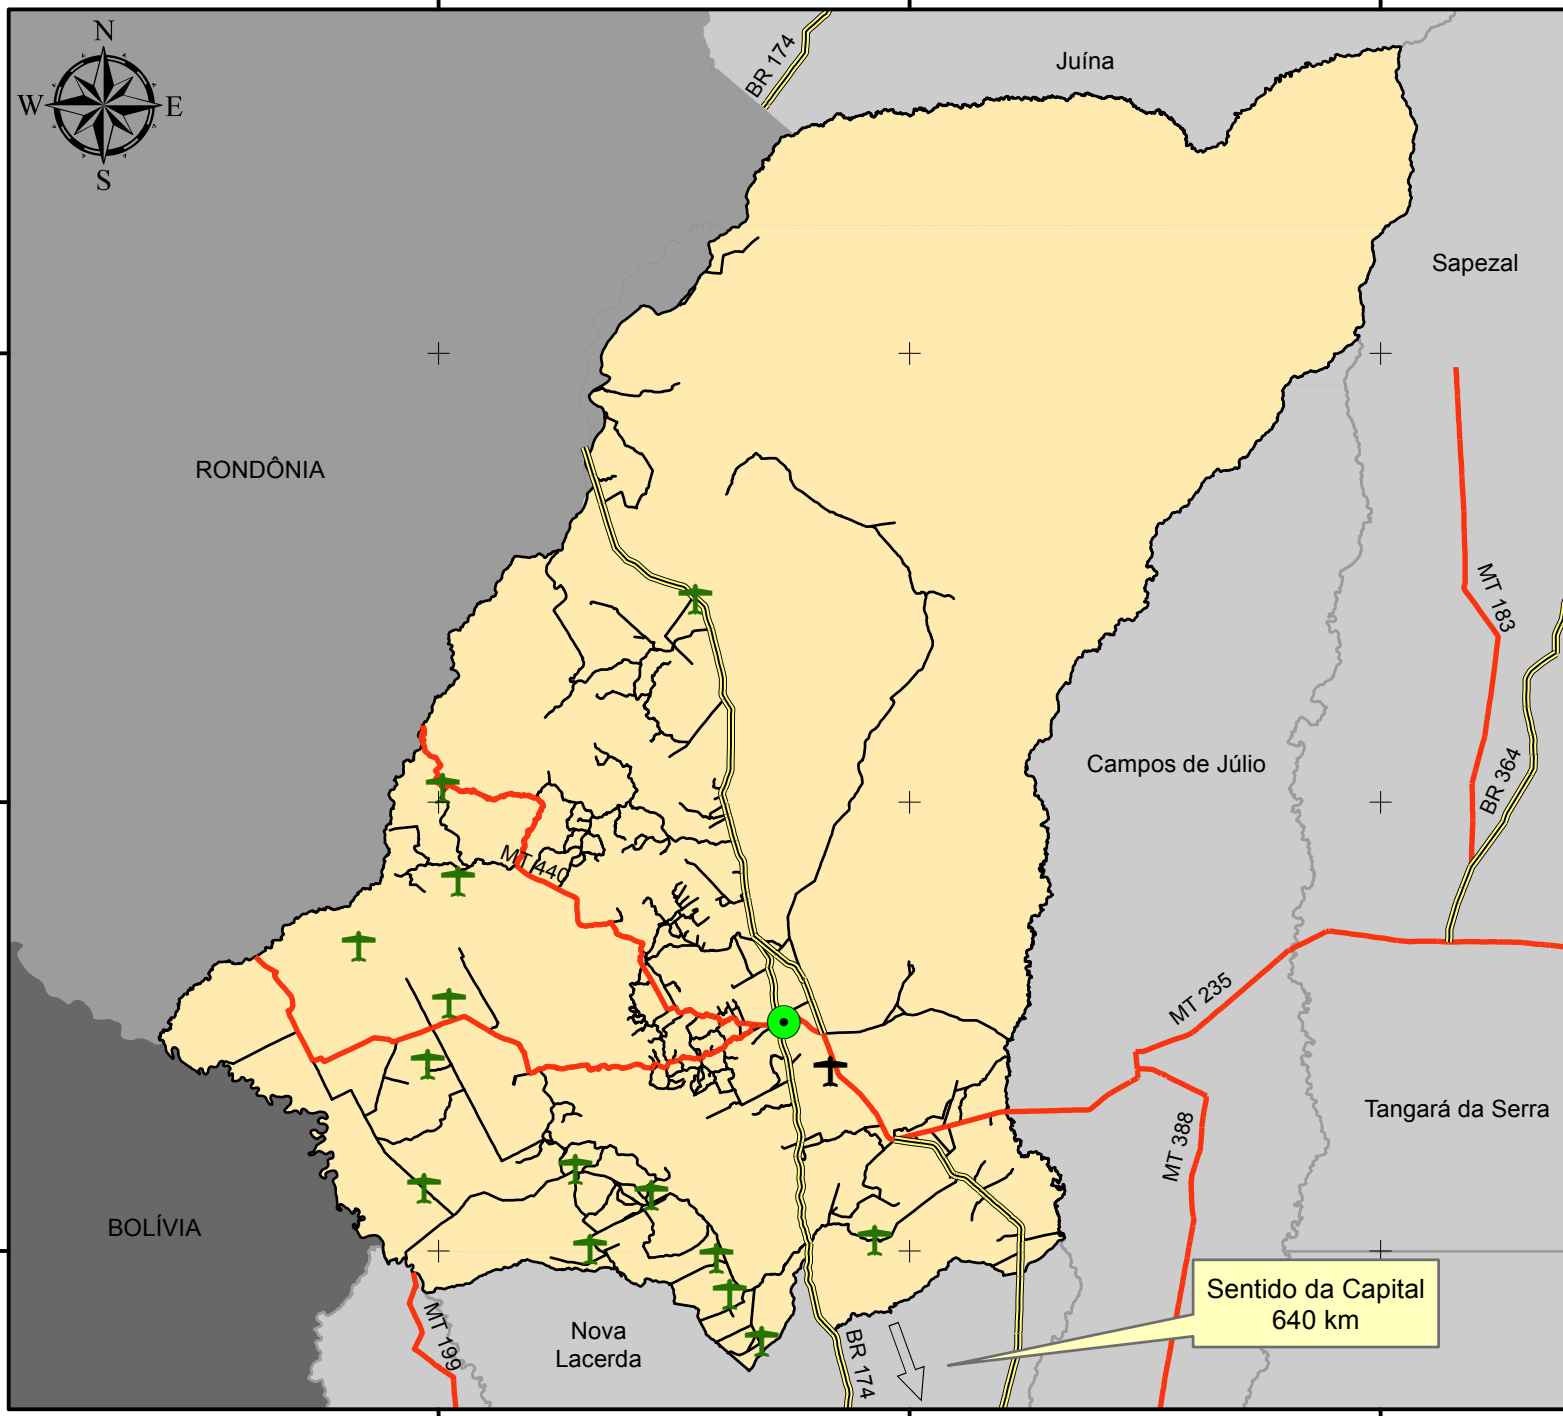 N
W
E
S
BR 174
Juína
Sapezal
RONDÔNIA
MT 183
BR 364
Campos de Júlio
MT 440
MT 235
Tangará da Serra
MT 388
BOLÍVIA
Sentido da Capital
640 km
Nova
Lacerda
MT 199
BR 174